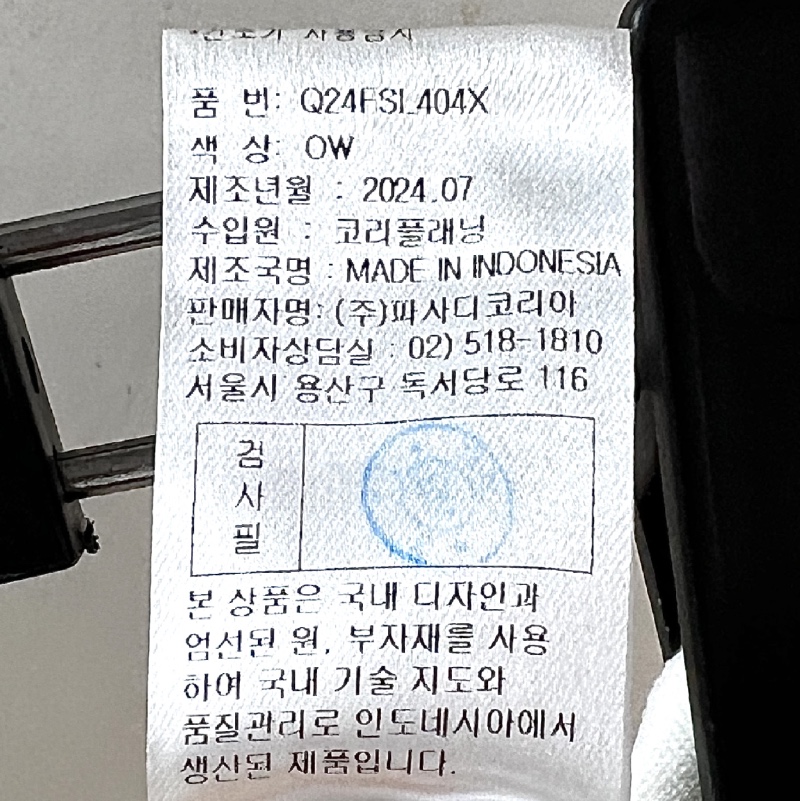 품 번: Q24FSL404X
색 상: OW
제조년월 : 2024.07
수입원 : 코리플래닝
제조국명 : MADE IN INDONESIA
판매자명: (주)파사디코리아
소비자상담실 : 02) 518-1810
서울시 용산구 독서당로 116
검
사
필
본 상품은 국내 디자인과
엄선된 원, 부자재를 사용
하여 국내 기술 지도와
품질관리로 인도네시아에서
생산된 제품입니다.